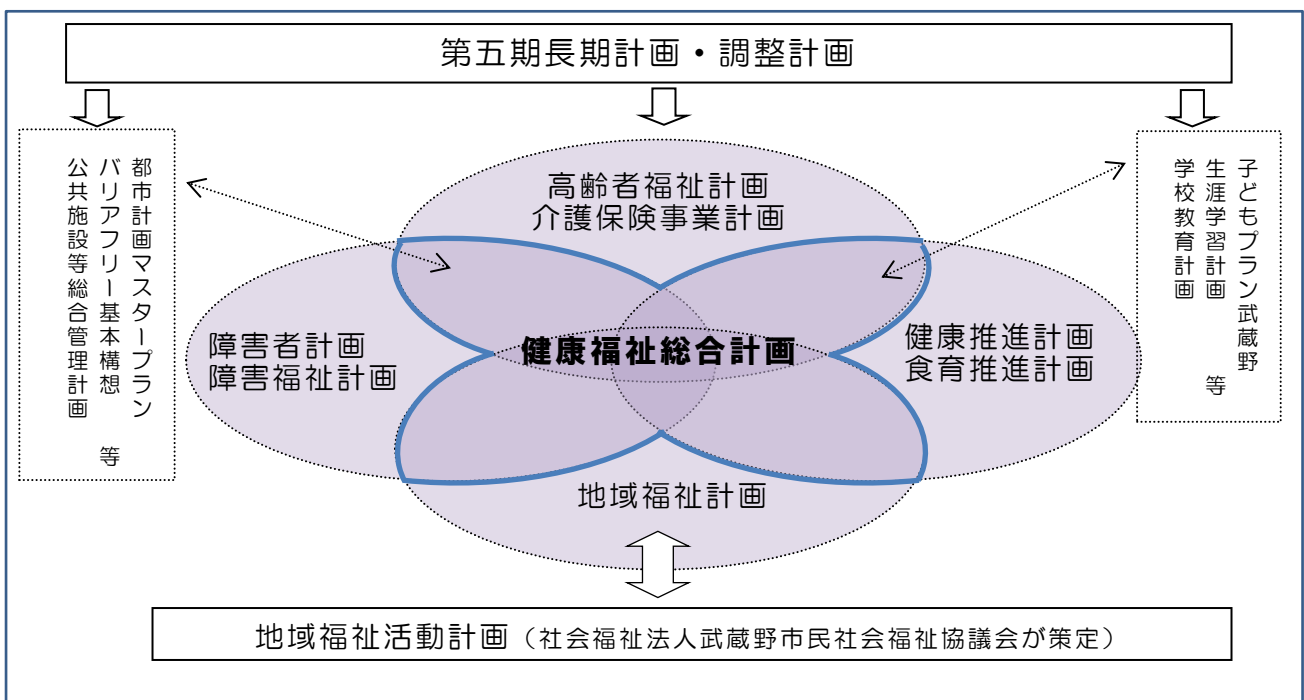 第五期長期計画・調整計画
都市計画マスタープラン
バリアフリー基本構想 等
公共施設等総合管理計画
高齢者福祉計画
介護保険事業計画
子どもプラン武蔵野
生涯学習計画 等
学校教育計画
障害者計画
障害福祉計画
健康福祉総合計画
健康推進計画
食育推進計画
地域福祉計画
地域福祉活動計画（社会福祉法人武蔵野市民社会福祉協議会が策定）